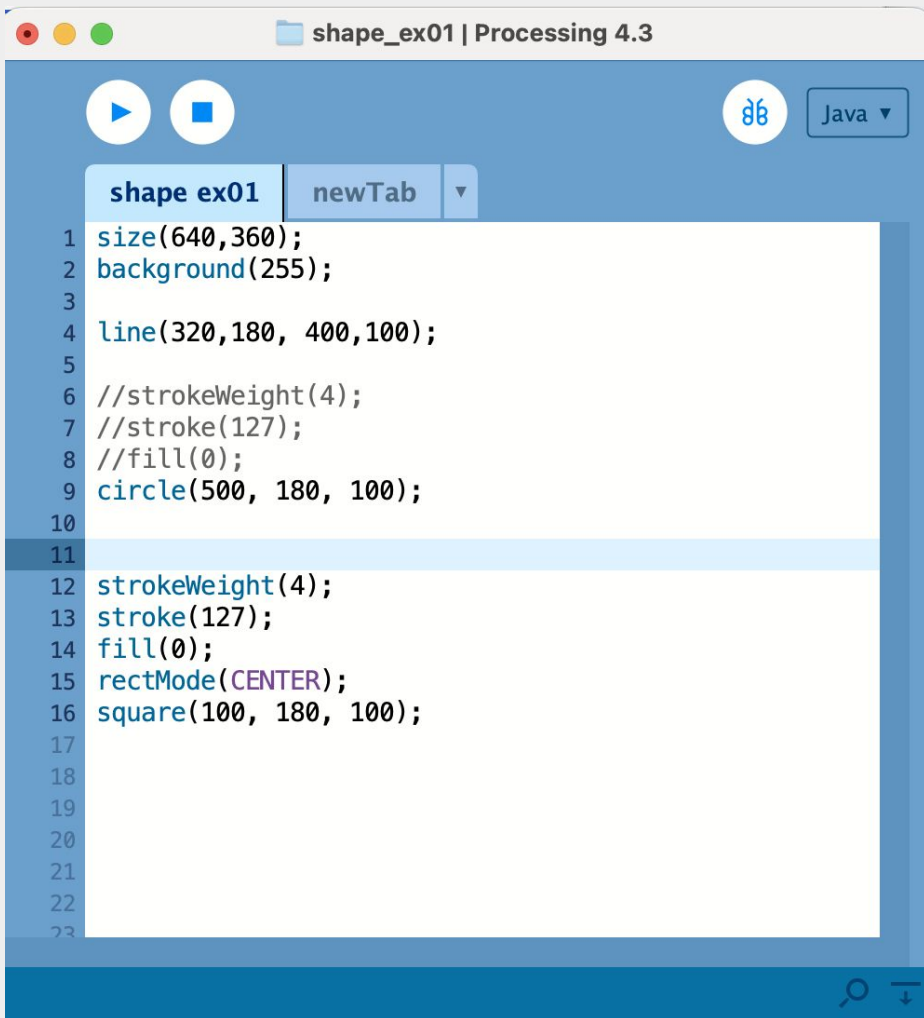 shape_ex01 | Processing 4.3
Java ▼
shape ex01 newTab ▼
1 size(640,360);
2 background(255);
3
4 line(320,180, 400,100);
5
6 //strokeWeight(4);
7 //stroke(127);
8 //fill(0);
9 circle(500, 180, 100);
10
11
12 strokeWeight(4);
13 stroke(127);
14 fill(0);
15 rectMode(CENTER);
16 square(100, 180, 100);
17
18
19
20
21
22
23